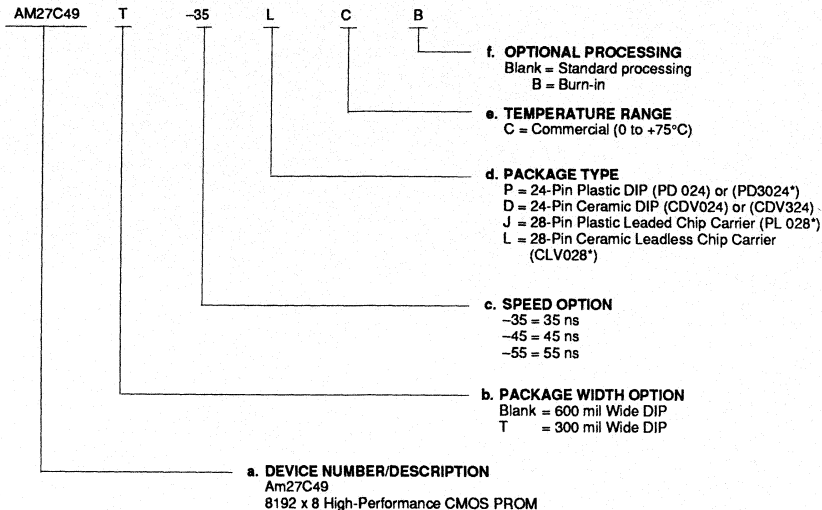 AM27C49 T –35 L C B
f. OPTIONAL PROCESSING
Blank = Standard processing
B = Burn-in
e. TEMPERATURE RANGE
C = Commercial (0 to +75°C)
d. PACKAGE TYPE
P = 24-Pin Plastic DIP (PD 024) or (PD3024*)
D = 24-Pin Ceramic DIP (CDV024) or (CDV324)
J = 28-Pin Plastic Leaded Chip Carrier (PL 028*)
L = 28-Pin Ceramic Leadless Chip Carrier
(CLV028*)
c. SPEED OPTION
–35 = 35 ns
–45 = 45 ns
–55 = 55 ns
b. PACKAGE WIDTH OPTION
Blank = 600 mil Wide DIP
T = 300 mil Wide DIP
a. DEVICE NUMBER/DESCRIPTION
Am27C49
8192 x 8 High-Performance CMOS PROM